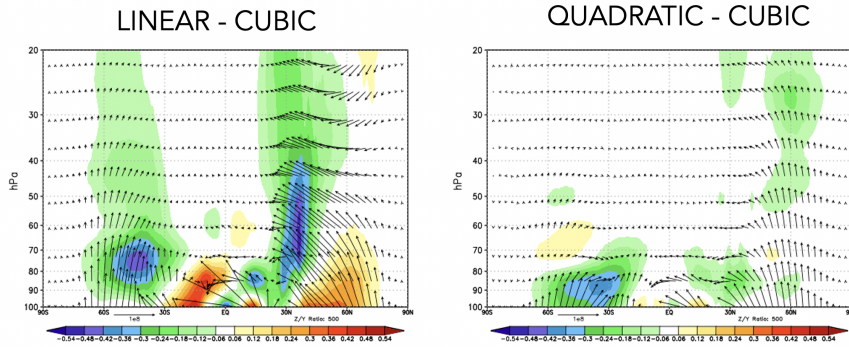 LINEAR - CUBIC
20
30
40
50
60
70
80
90
100
hPa
90S 60S 30S EQ 30N 60N 90N
1e8
Z/Y Ratio: 500
-0.54 -0.48 -0.42 -0.36 -0.3 -0.24 -0.18 -0.12 -0.06 0.06 0.12 0.18 0.24 0.3 0.36 0.42 0.48 0.54
QUADRATIC - CUBIC
20
30
40
50
60
70
80
90
100
hPa
90S 60S 30S EQ 30N 60N 90N
1e8
Z/Y Ratio: 500
-0.54 -0.48 -0.42 -0.36 -0.3 -0.24 -0.18 -0.12 -0.06 0.06 0.12 0.18 0.24 0.3 0.36 0.42 0.48 0.54